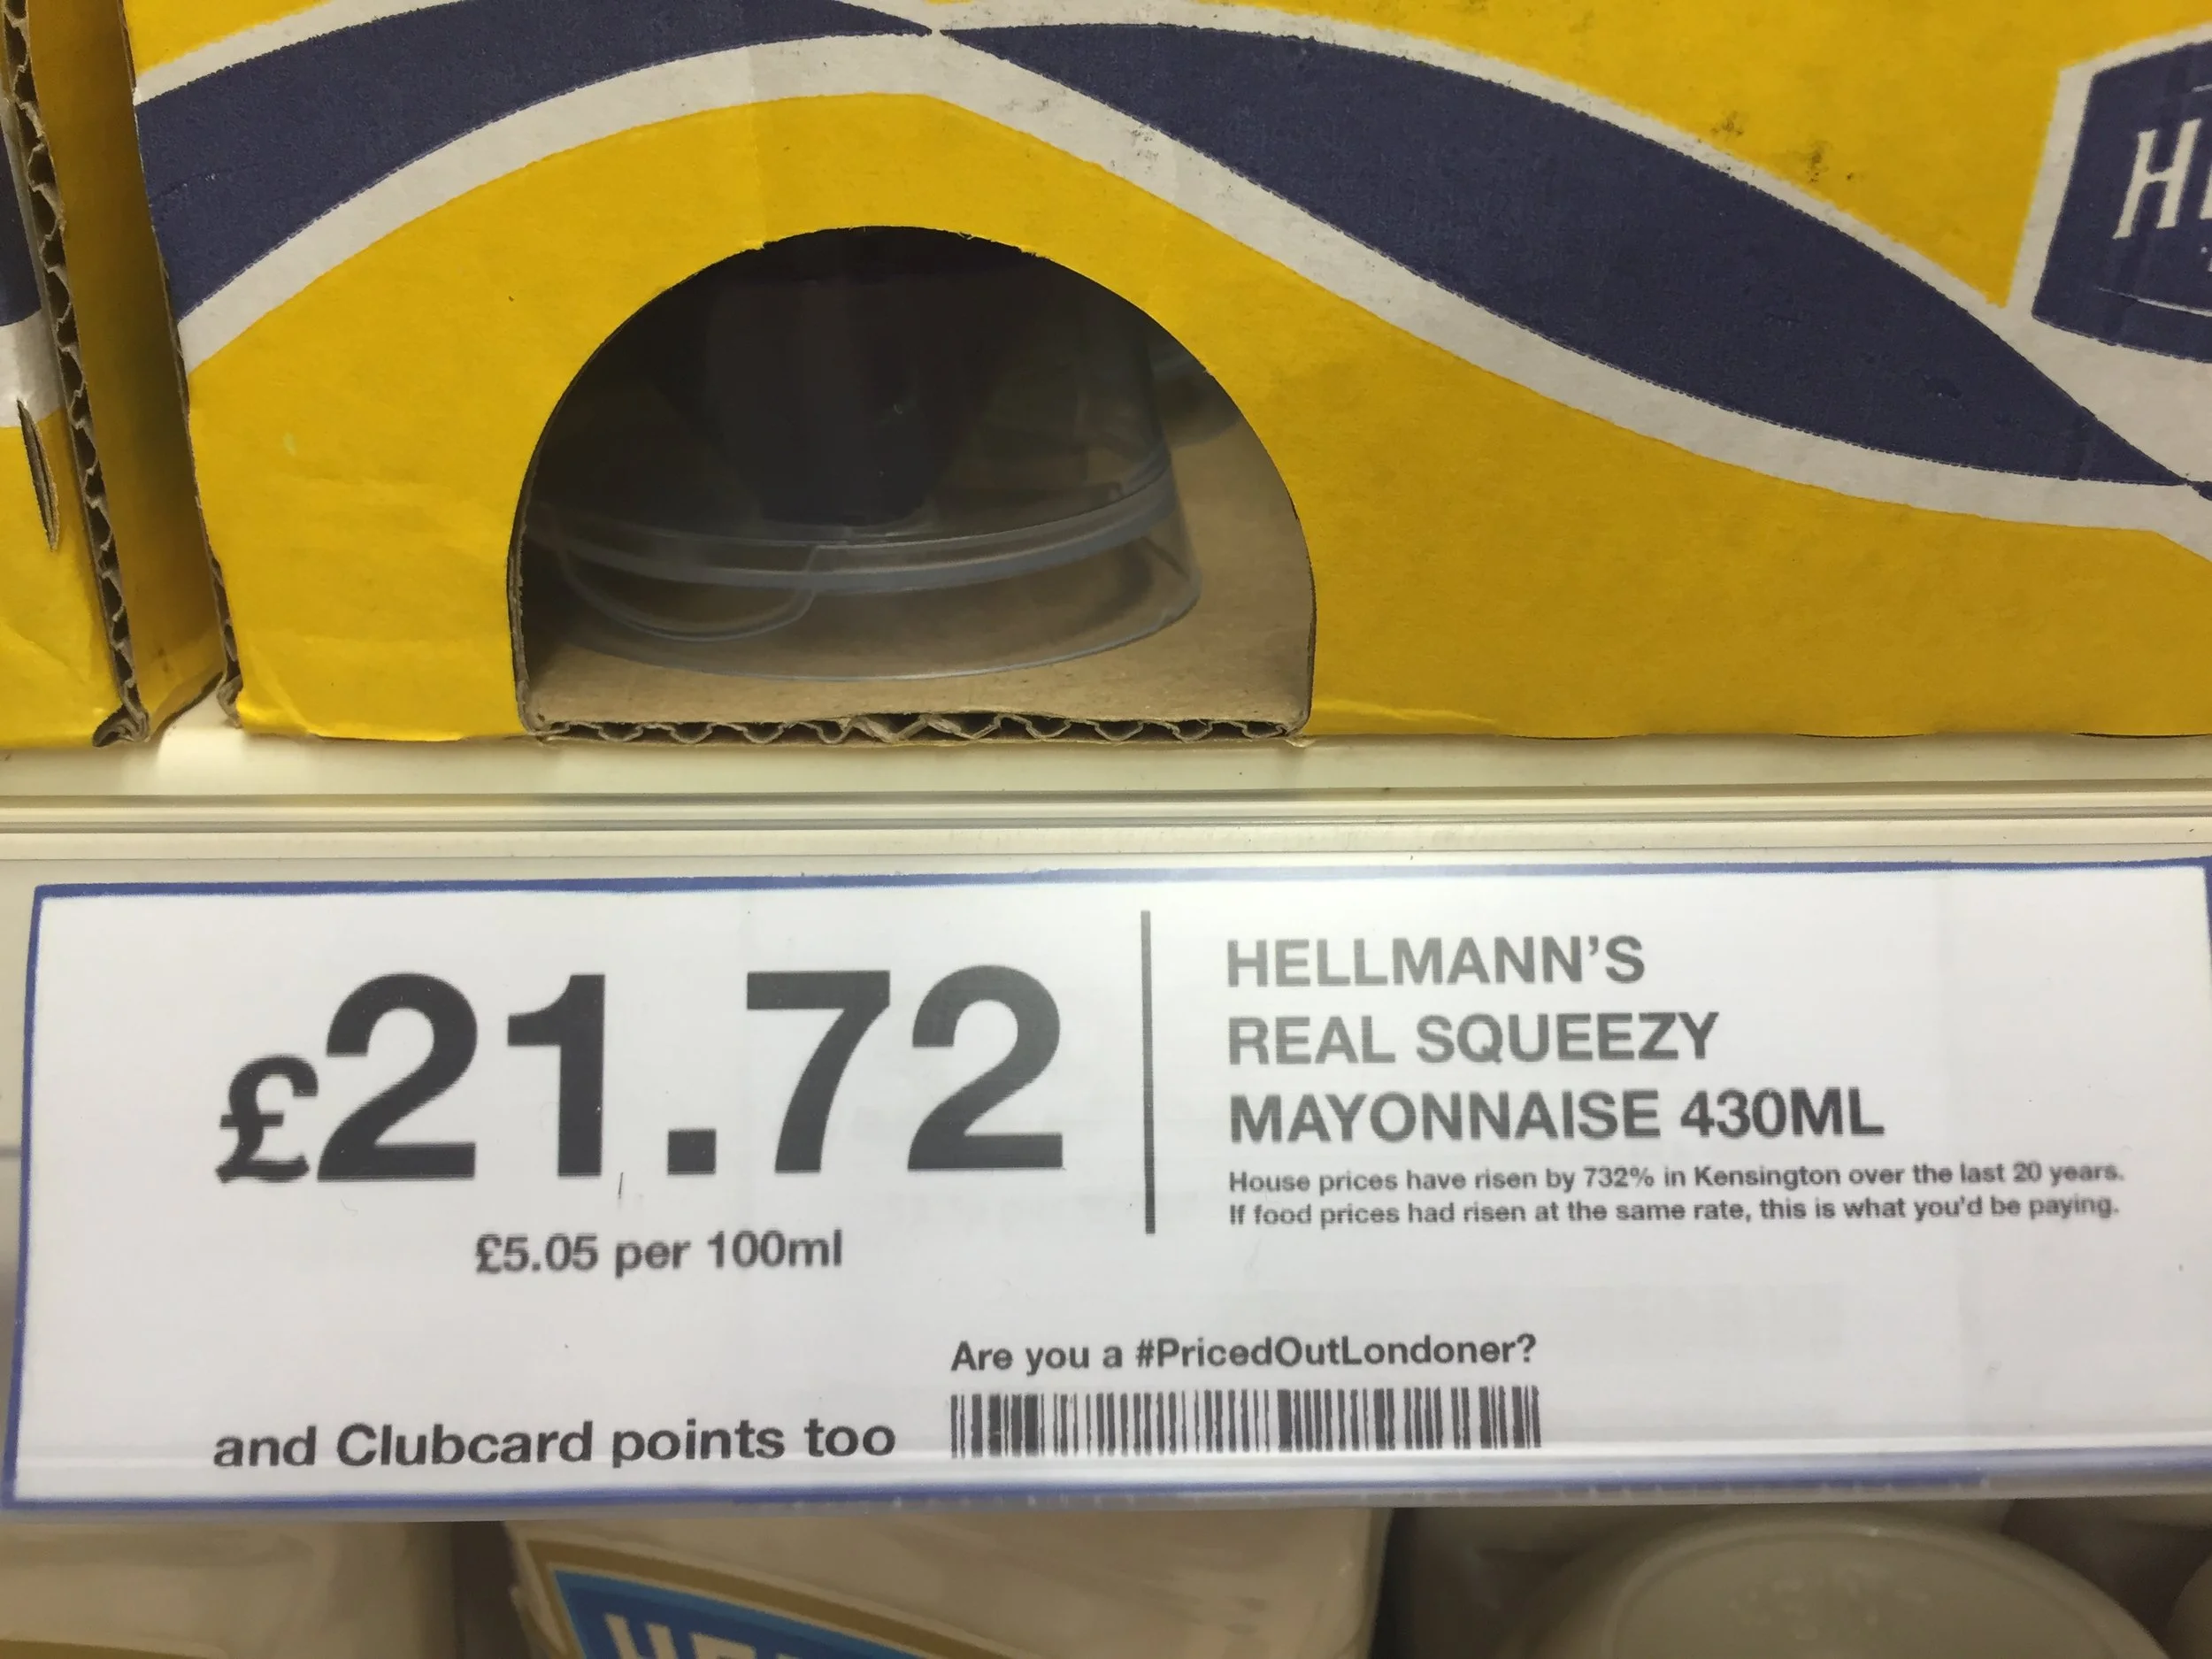 £21.72
£5.05 per 100ml
HELLMANN'S
REAL SQUEEZY
MAYONNAISE 430ML
House prices have risen by 732% in Kensington over the last 20 years.
If food prices had risen at the same rate, this is what you'd be paying.
Are you a #PricedOutLondoner?
and Clubcard points too